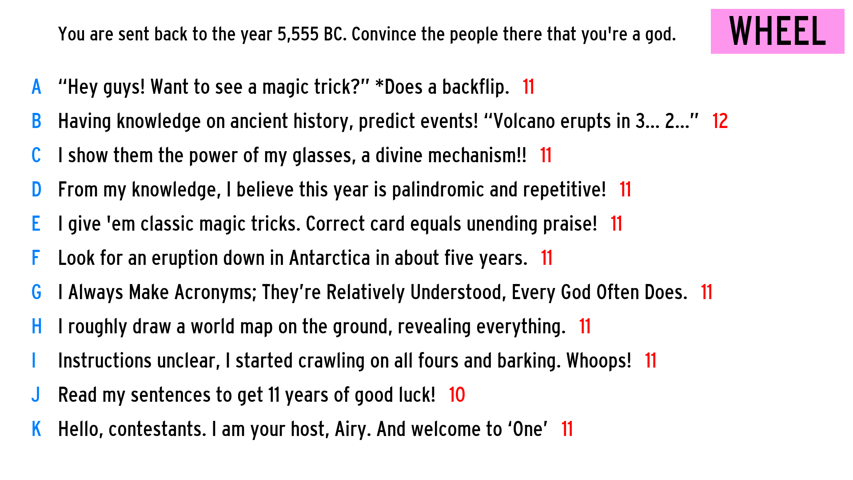 You are sent back to the year 5,555 BC. Convince the people there that you're a god.
WHEEL
A “Hey guys! Want to see a magic trick?” *Does a backflip. 11
B Having knowledge on ancient history, predict events! “Volcano erupts in 3... 2...” 12
C I show them the power of my glasses, a divine mechanism!! 11
D From my knowledge, I believe this year is palindromic and repetitive! 11
E I give 'em classic magic tricks. Correct card equals unending praise! 11
F Look for an eruption down in Antarctica in about five years. 11
G I Always Make Acronyms; They’re Relatively Understood, Every God Often Does. 11
H I roughly draw a world map on the ground, revealing everything. 11
I Instructions unclear, I started crawling on all fours and barking. Whoops! 11
J Read my sentences to get 11 years of good luck! 10
K Hello, contestants. I am your host, Airy. And welcome to ‘One’ 11